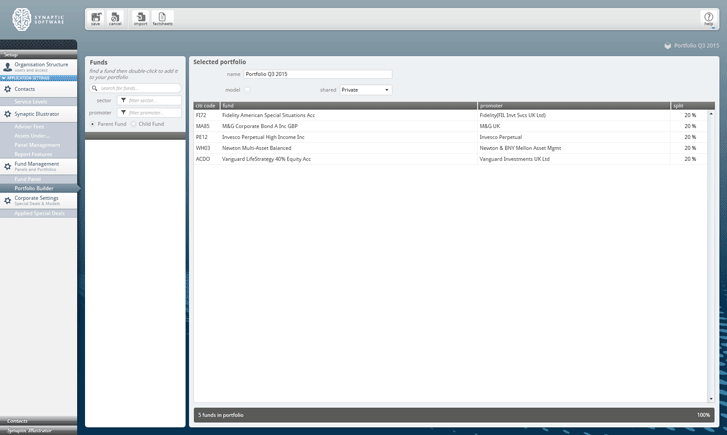 SYNAPTIC
SOFTWARE
save
cancel
import
factsheets
help
Portfolio Q3 2015
Setup
Organisation Structure
users and access
APPLICATION SETTINGS
Contacts
Service Levels
Synaptic Illustrator
Adviser Fees
Assets Under...
Panel Management
Report Features
Fund Management
Panels and Portfolios
Fund Panel
Portfolio Builder
Corporate Settings
Special Deals & Models
Applied Special Deals
Contacts
Synaptic Illustrator
Funds
find a fund then double-click to add it
to your portfolio
search for funds...
sector
filter sector...
promoter
filter promoter...
Parent Fund
Child Fund
Selected portfolio
name Portfolio Q3 2015
model
shared Private
citi code fund promoter split
FI72 Fidelity American Special Situations Acc Fidelity(FIL Invt Svcs UK Ltd) 20 %
MA85 M&G Corporate Bond A Inc GBP M&G UK 20 %
PE12 Invesco Perpetual High Income Inc Invesco Perpetual 20 %
WH03 Newton Multi-Asset Balanced Newton & BNY Mellon Asset Mgmt 20 %
ACDO Vanguard LifeStrategy 40% Equity Acc Vanguard Investments UK Ltd 20 %
5 funds in portfolio 100%